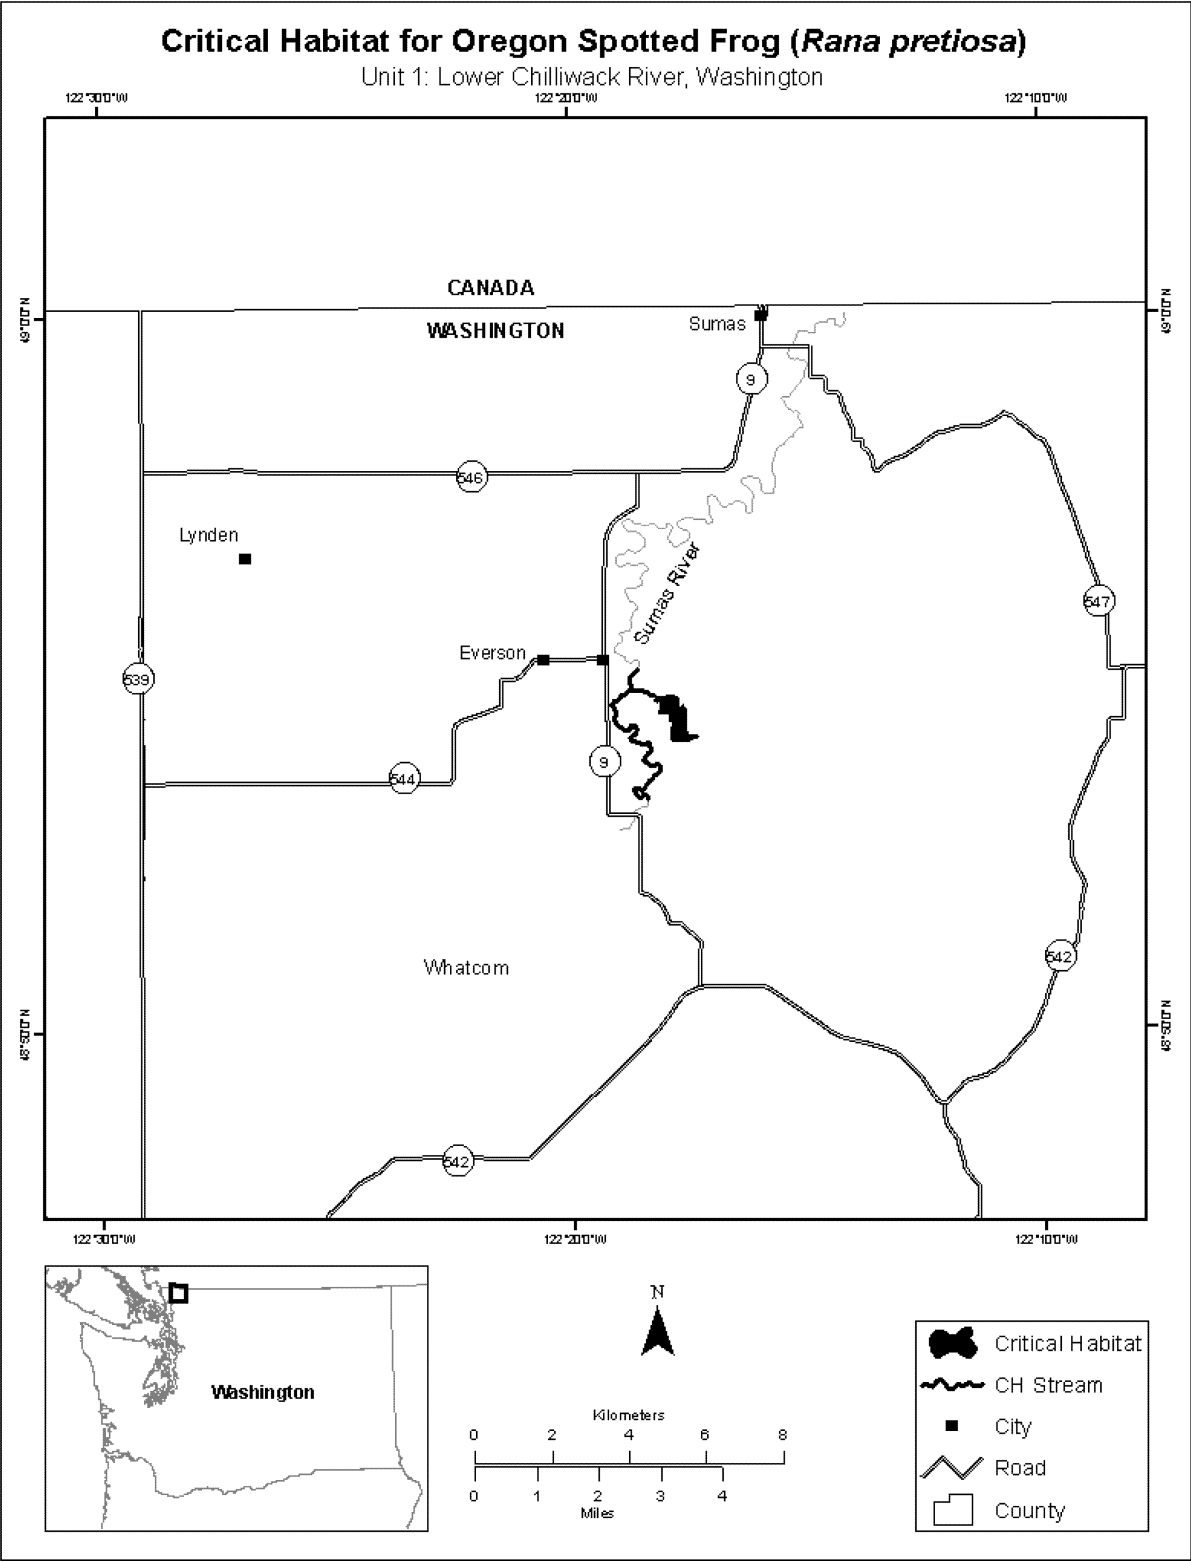 Critical Habitat for Oregon Spotted Frog (Rana pretiosa)
Unit 1: Lower Chilliwack River, Washington
122°30'0"W 122°20'0"W 122°10'0"W
CANADA
49°0'0"N
49°0'0"N
WASHINGTON
Sumas
9
546
Lynden
Sumas River
547
Everson
539
9
544
542
Whatcom
48°50'0"N
48°50'0"N
542
122°30'0"W 122°20'0"W 122°10'0"W
N
Washington
Kilometers
0 2 4 6 8
0 1 2 3 4
Miles
Critical Habitat
CH Stream
City
Road
County